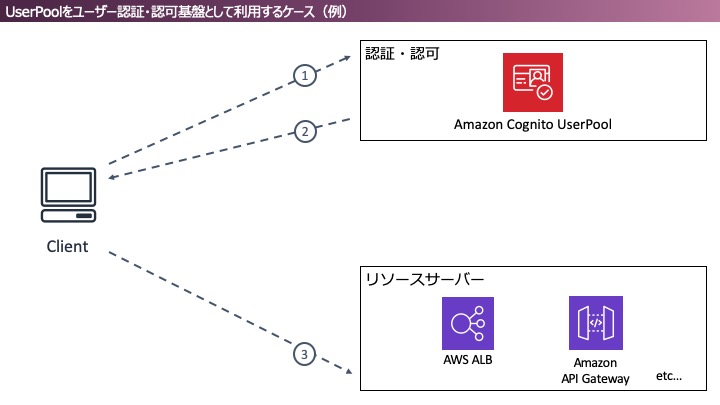 UserPoolをユーザー認証・認可基盤として利用するケース（例）
認証・認可
1
Amazon Cognito UserPool
2
Client
リソースサーバー
3
AWS ALB
Amazon
API Gateway
etc...